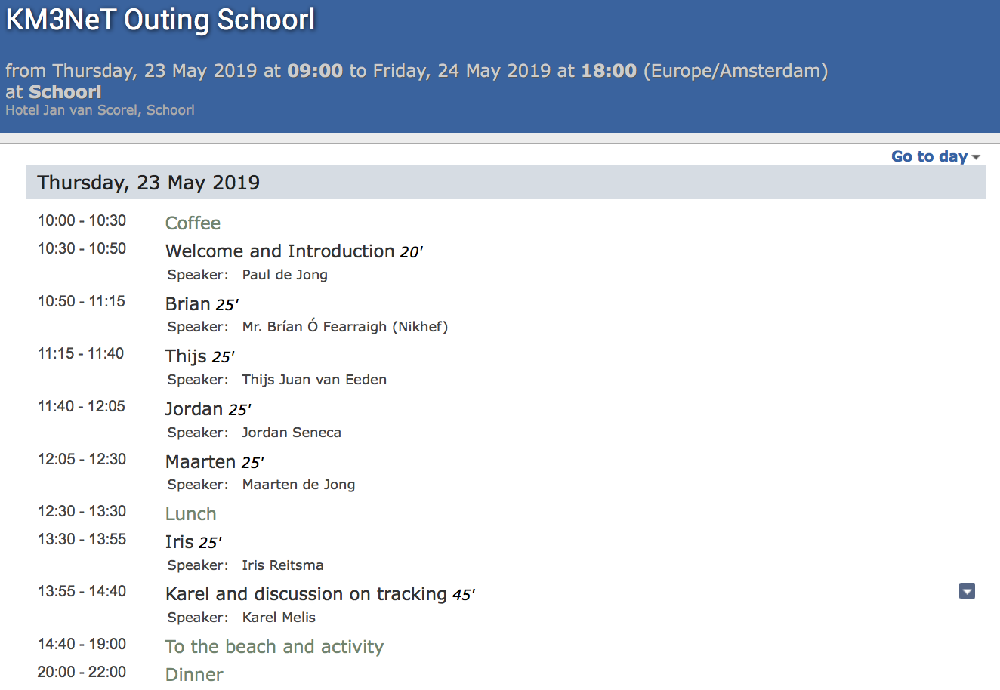 KM3NeT Outing Schoorl
from Thursday, 23 May 2019 at 09:00 to Friday, 24 May 2019 at 18:00 (Europe/Amsterdam)
at Schoorl
Hotel Jan van Scorel, Schoorl
Go to day
Thursday, 23 May 2019
10:00 - 10:30 Coffee
10:30 - 10:50 Welcome and Introduction 20'
Speaker: Paul de Jong
10:50 - 11:15 Brian 25'
Speaker: Mr. Brían Ó Fearraigh (Nikhef)
11:15 - 11:40 Thijs 25'
Speaker: Thijs Juan van Eeden
11:40 - 12:05 Jordan 25'
Speaker: Jordan Seneca
12:05 - 12:30 Maarten 25'
Speaker: Maarten de Jong
12:30 - 13:30 Lunch
13:30 - 13:55 Iris 25'
Speaker: Iris Reitsma
13:55 - 14:40 Karel and discussion on tracking 45'
Speaker: Karel Melis
14:40 - 19:00 To the beach and activity
20:00 - 22:00 Dinner